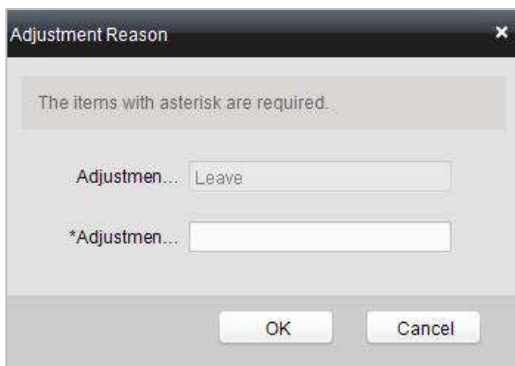 Adjustment Reason
The items with asterisk are required.
Adjustmen... Leave
*Adjustmen...
OK Cancel